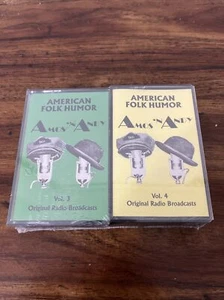 AMERICAN
FOLK HUMOR
AMOS 'N ANDY
Vol. 3
Original Radio Broadcasts
AMERICAN
FOLK HUMOR
AMOS 'N ANDY
Vol. 4
Original Radio Broadcasts